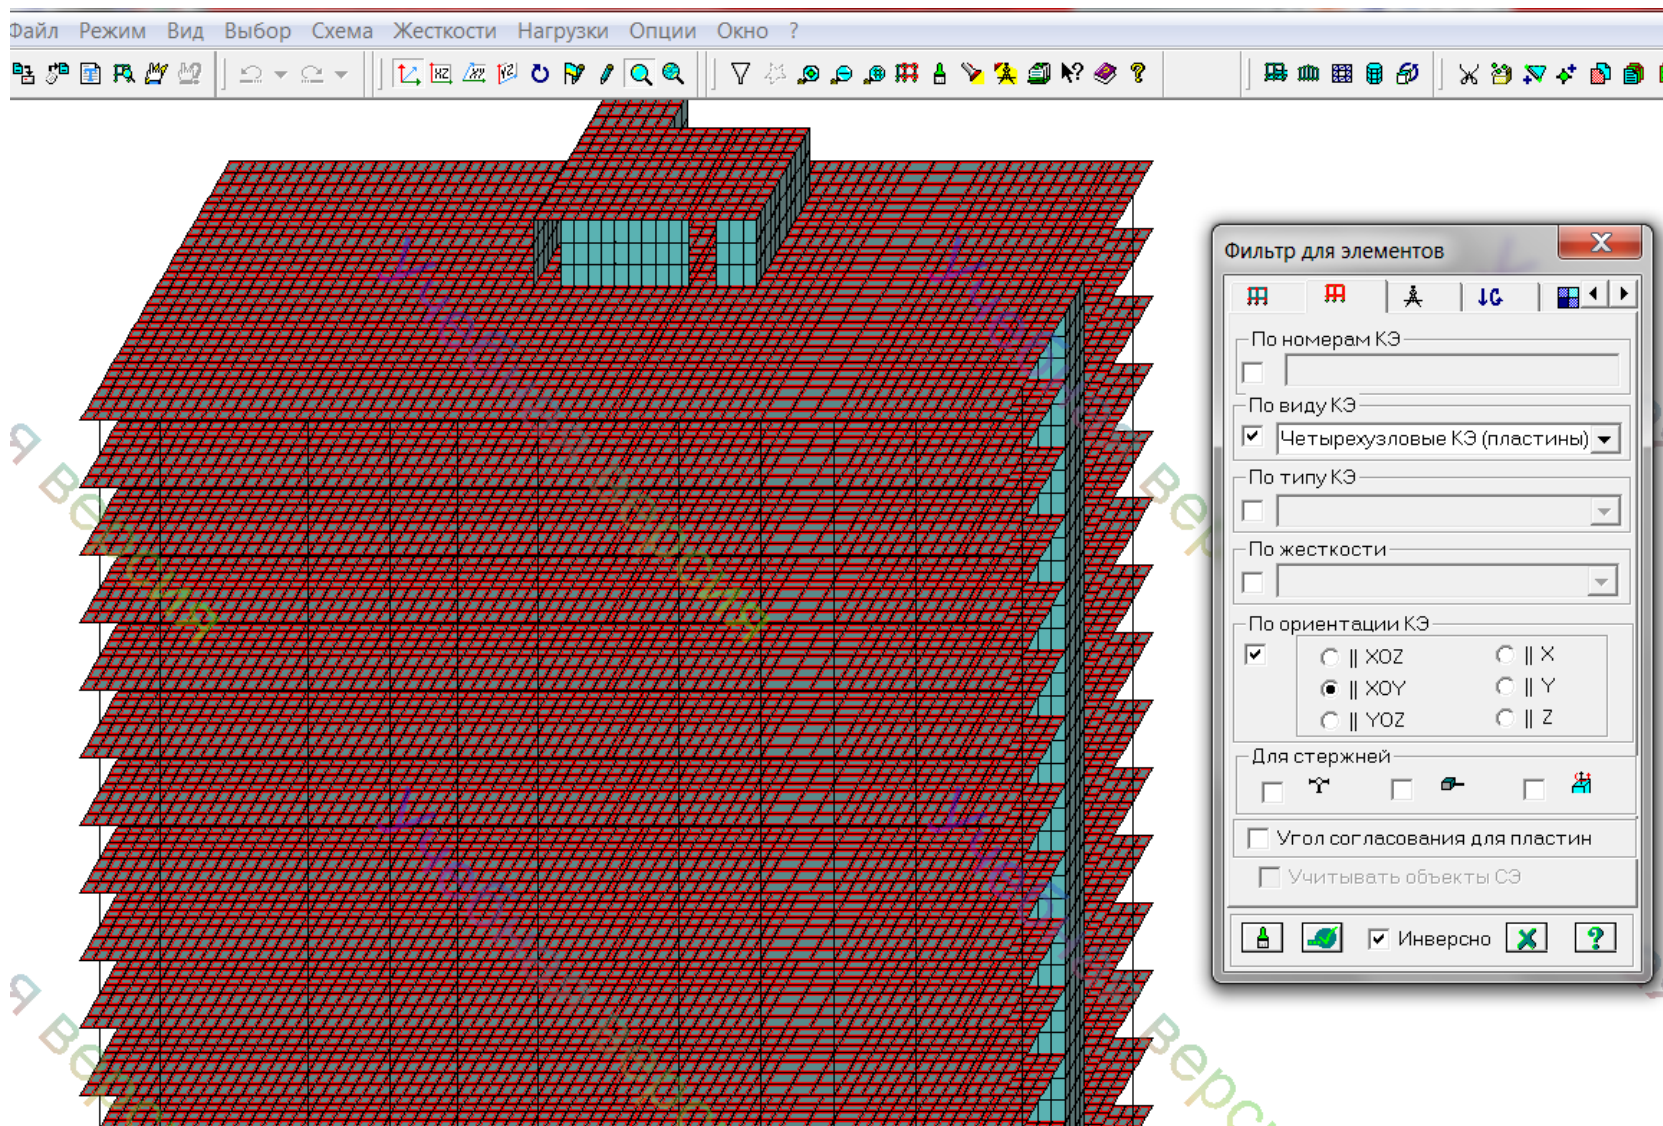 Файл Режим Вид Выбор Схема Жесткости Нагрузки Опции Окно ?
Фильтр для элементов
По номерам КЭ
По виду КЭ
Четырехузловые КЭ (пластины)
По типу КЭ
По жесткости
По ориентации КЭ
|| XOZ || X
|| XOY || Y
|| YOZ || Z
Для стержней
Угол согласования для пластин
Учитывать объекты СЭ
Инверсно
Версия